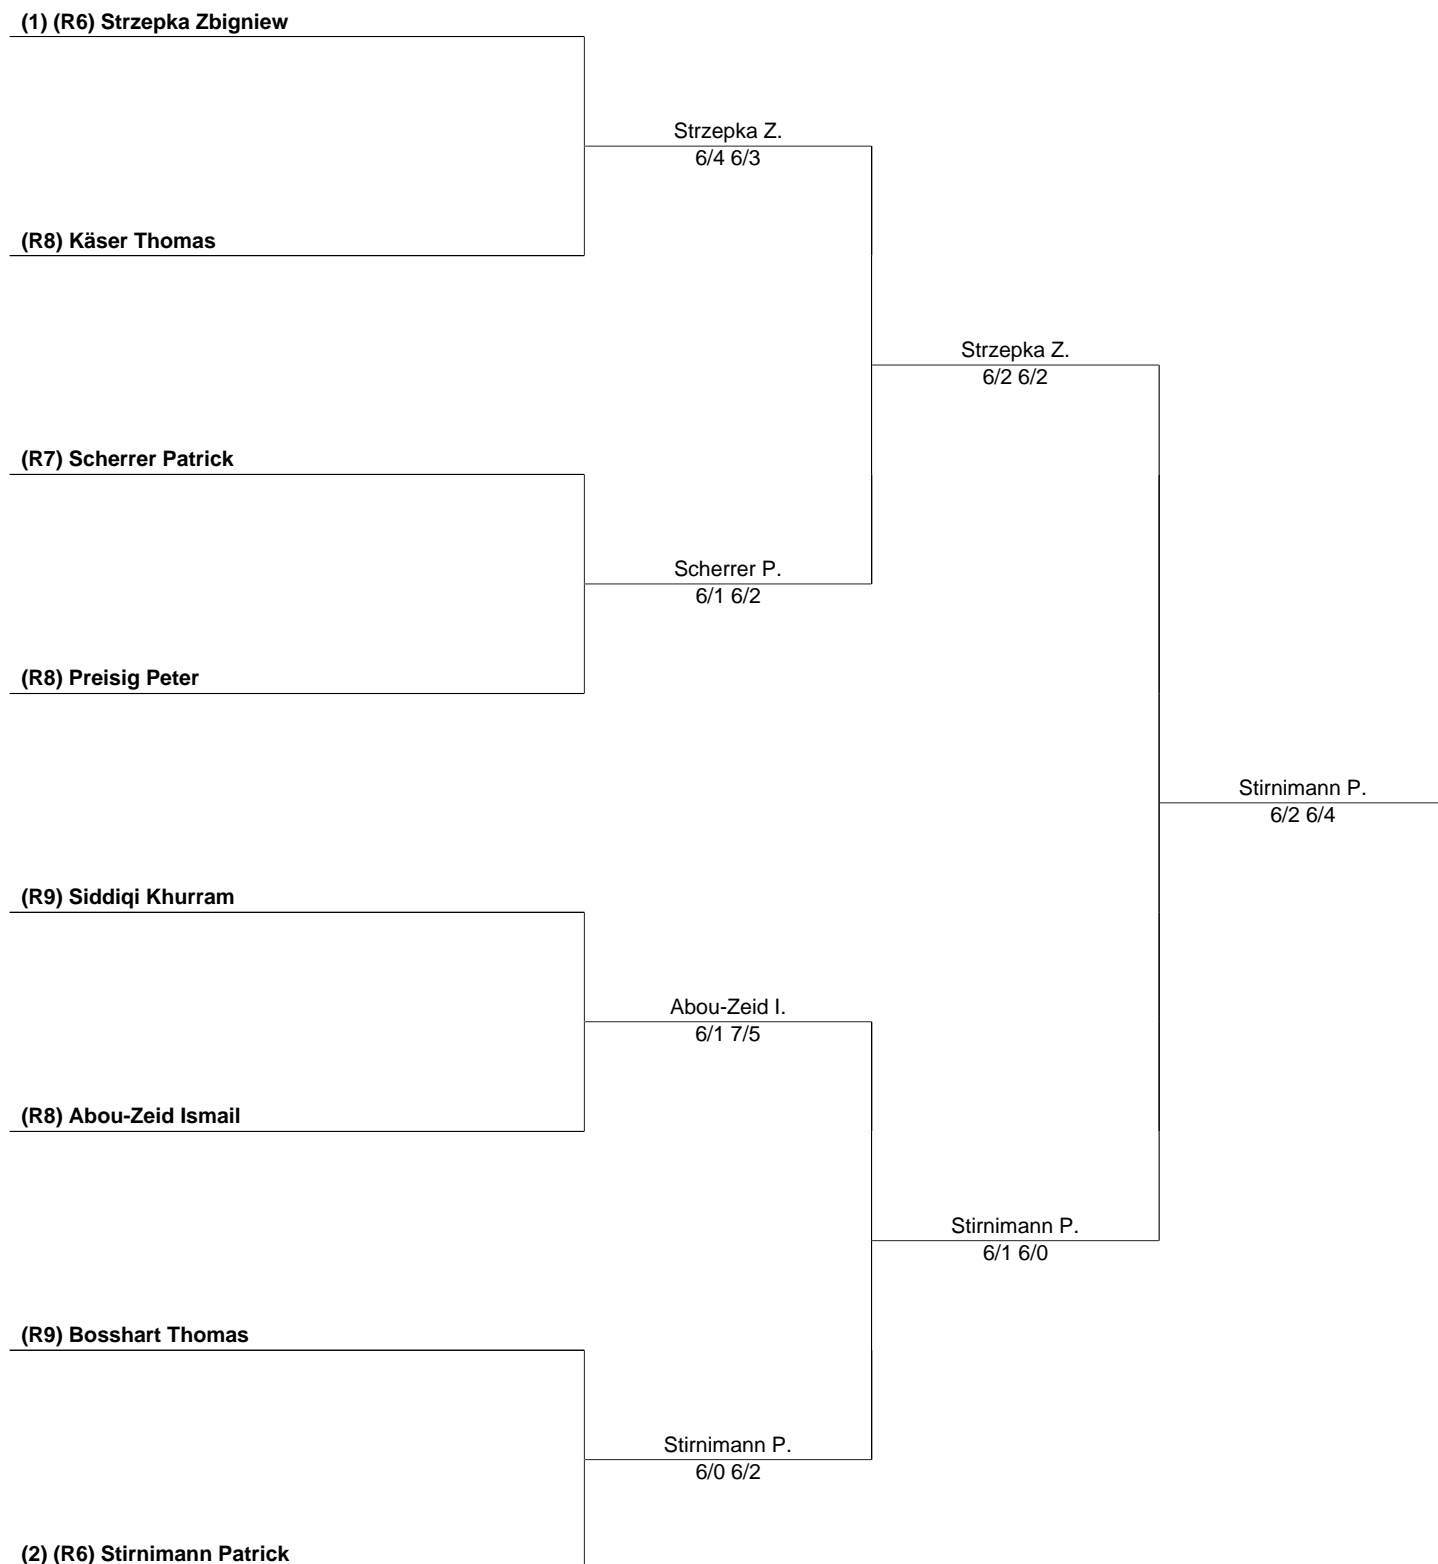 (1) (R6) Strzepka Zbigniew
Strzepka Z.
6/4 6/3
(R8) Käser Thomas
Strzepka Z.
6/2 6/2
(R7) Scherrer Patrick
Scherrer P.
6/1 6/2
(R8) Preisig Peter
Stirnimann P.
6/2 6/4
(R9) Siddiqi Khurram
Abou-Zeid I.
6/1 7/5
(R8) Abou-Zeid Ismail
Stirnimann P.
6/1 6/0
(R9) Bosshart Thomas
Stirnimann P.
6/0 6/2
(2) (R6) Stirnimann Patrick